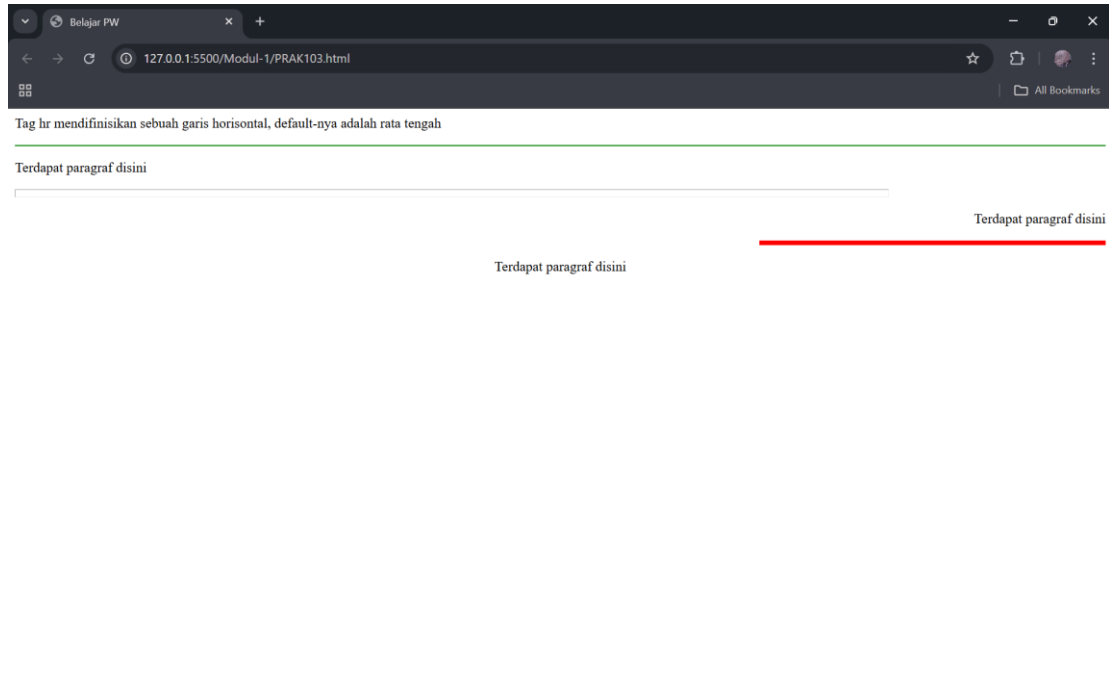 Belajar PW
127.0.0.1:5500/Modul-1/PRAK103.html
All Bookmarks
Tag hr mendifinisikan sebuah garis horisontal, default-nya adalah rata tengah
Terdapat paragraf disini
Terdapat paragraf disini
Terdapat paragraf disini